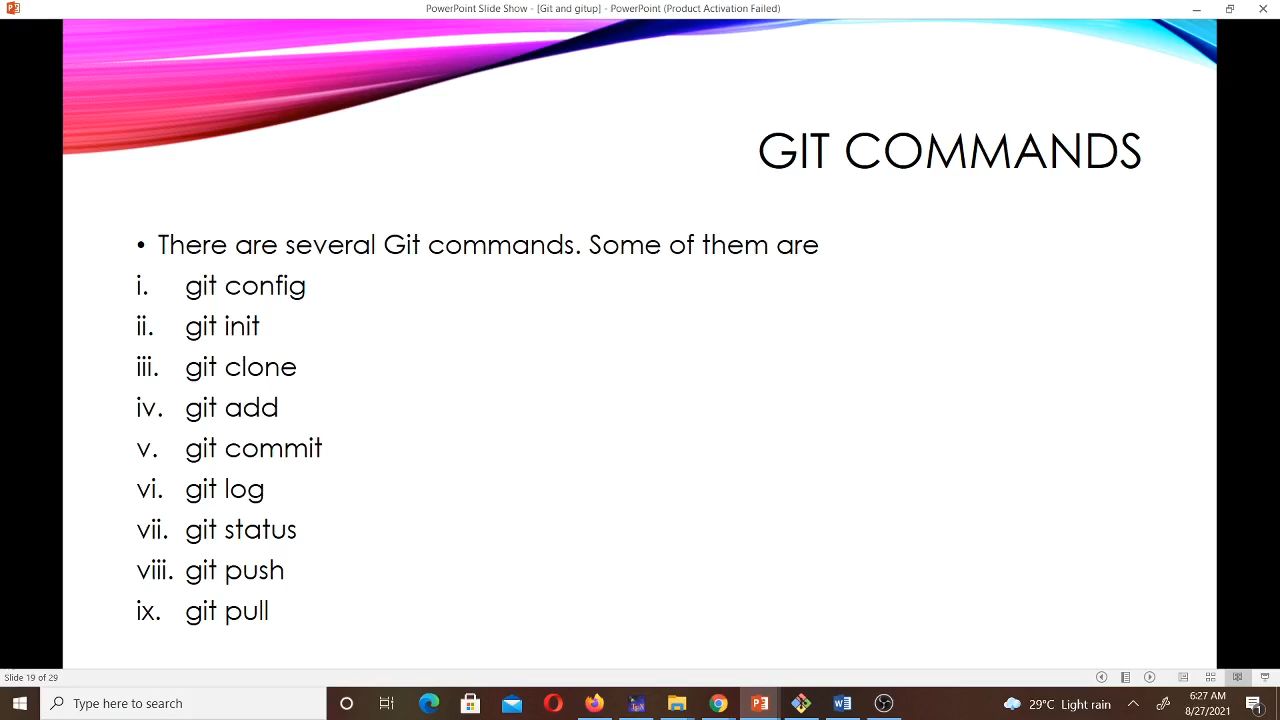 PowerPoint Slide Show - [Git and gitup] - PowerPoint (Product Activation Failed)
GIT COMMANDS
• There are several Git commands. Some of them are
i. git config
ii. git init
iii. git clone
iv. git add
v. git commit
vi. git log
vii. git status
viii. git push
ix. git pull
Slide 19 of 29
Type here to search
29°C Light rain
6:27 AM
8/27/2021
1